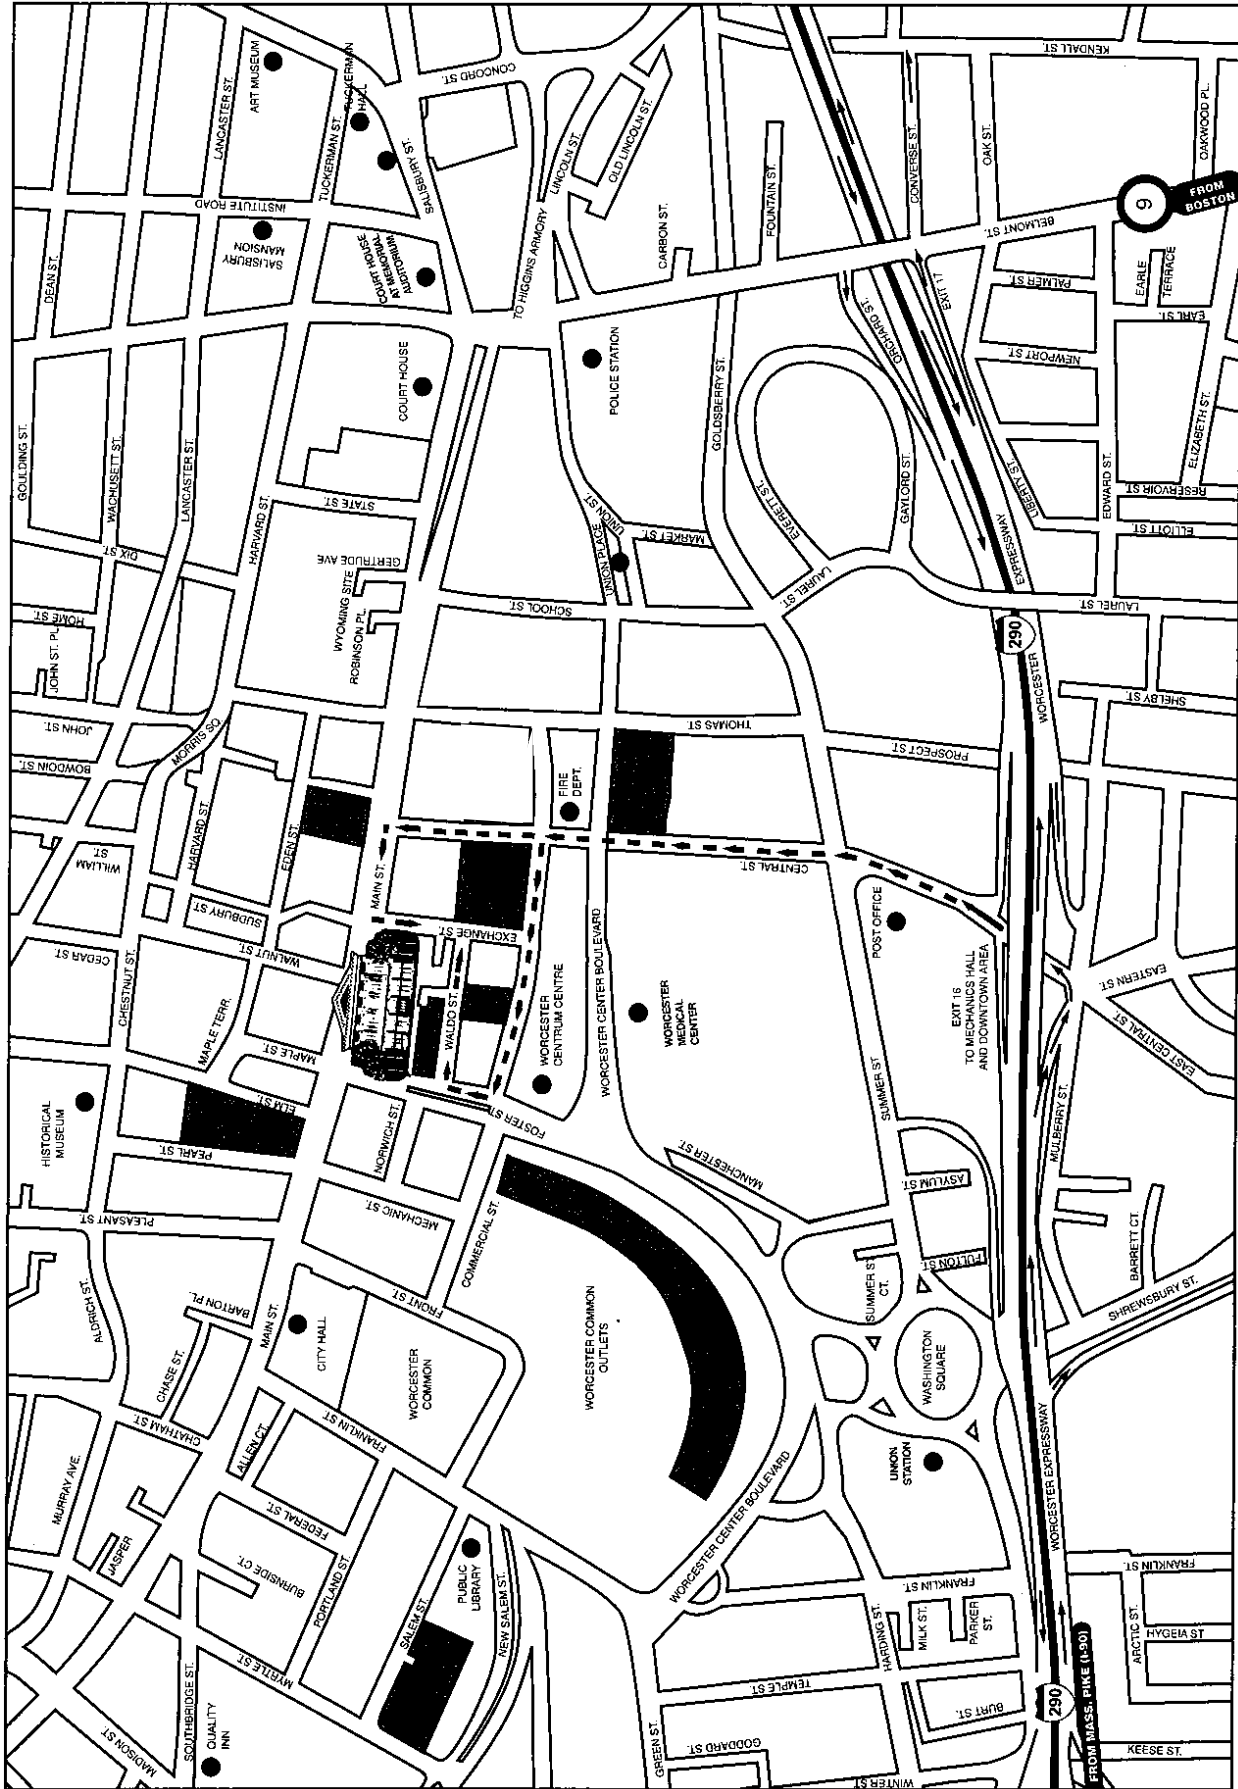 GOULDING ST.
DEAN ST.
WACHUSETT ST.
LANCASTER ST.
LANCASTER ST.
ART MUSEUM
TUCKERMAN
HALL
TUCKERMAN ST.
INSTITUTE ROAD
SALISBURY
MANSION
SALISBURY ST.
CONCORD ST.
COURT HOUSE
AT MEMORIAL
AUDITORIUM
TO HIGGINS ARMORY
LINCOLN ST.
OLD LINCOLN ST.
COURT HOUSE
POLICE STATION
CARBON ST.
FOUNTAIN ST.
GOLDSBERRY ST.
CONVERSE ST.
OAK ST.
KENDALL ST.
OAKWOOD PL.
BELMONT ST.
9
FROM
BOSTON
EARLE
TERRACE
PALMER ST.
EARL ST.
NEWPORT ST.
ELIZABETH ST.
EDWARD ST.
RESERVOIR ST.
ELLIOTT ST.
LIBERTY ST.
EXIT 17
ORCHARD ST.
GAYLORD ST.
EVERETT ST.
LAUREL ST.
LAUREL ST.
HARVARD ST.
STATE ST.
DIX ST.
HOME ST.
JOHN ST. PL.
JOHN ST.
BOWDOIN ST.
MORRIS SQ.
GERTRUDE AVE
WYOMING SITE
ROBINSON PL.
SCHOOL ST.
UNION PLACE
UNION ST.
MARKET ST.
THOMAS ST.
PROSPECT ST.
SHELBY ST.
WORCESTER
290
EXPRESSWAY
WILLIAM
ST.
HARVARD ST.
EDEN ST.
SUDBURY ST.
WALNUT ST.
CEDAR ST.
CHESTNUT ST.
MAPLE TERR.
MAPLE ST.
ELM ST.
PEARL ST.
HISTORICAL
MUSEUM
MAIN ST.
EXCHANGE ST.
WALDO ST.
FIRE
DEPT.
CENTRAL ST.
WORCESTER
CENTRUM CENTRE
WORCESTER CENTER BOULEVARD
WORCESTER
MEDICAL
CENTER
POST OFFICE
SUMMER ST
EXIT 16
TO MECHANICS HALL
AND DOWNTOWN AREA
EASTERN ST.
EAST CENTRAL ST.
MULBERRY ST.
FOSTER ST.
NORWICH ST.
MECHANIC ST.
COMMERCIAL ST.
FRONT ST.
MANCHESTER ST.
ASYLUM ST.
FULTON ST.
SUMMER ST
CT.
BARRETT CT.
SHREWSBURY ST.
PLEASANT ST.
ALDRICH ST.
BARTON PL.
MAIN ST.
CHASE ST.
CHATHAM ST.
ALLEN CT.
CITY HALL
WORCESTER
COMMON
FRANKLIN ST.
WORCESTER COMMON
OUTLETS
WASHINGTON
SQUARE
UNION
STATION
WORCESTER EXPRESSWAY
WORCESTER CENTER BOULEVARD
MURRAY AVE.
JASPER
FEDERAL ST.
BURNSIDE CT.
PORTLAND ST.
SALEM ST.
PUBLIC
LIBRARY
NEW SALEM ST.
FRANKLIN ST.
FRANKLIN ST.
HARDING ST.
MILK ST.
PARKER
ST.
ARCTIC ST.
HYGEIA ST
MADISON ST.
SOUTHBRIDGE ST.
QUALITY
INN
MYRTLE ST.
GREEN ST.
TEMPLE ST.
GODDARD ST.
WINTER ST.
BURT ST.
290
FROM MASS. PIKE (I-90)
KEESE ST.